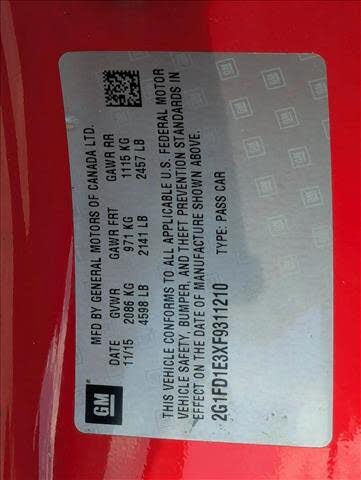 MFD BY GENERAL MOTORS OF CANADA LTD.
DATE GVWR GAWR FRT GAWR RR
11/15 2086 KG 971 KG 1115 KG
4598 LB 2141 LB 2457 LB
THIS VEHICLE CONFORMS TO ALL APPLICABLE U.S. FEDERAL MOTOR
VEHICLE SAFETY, BUMPER, AND THEFT PREVENTION STANDARDS IN
EFFECT ON THE DATE OF MANUFACTURE SHOWN ABOVE.
2G1FD1E3XF9311210 TYPE: PASS CAR
GM